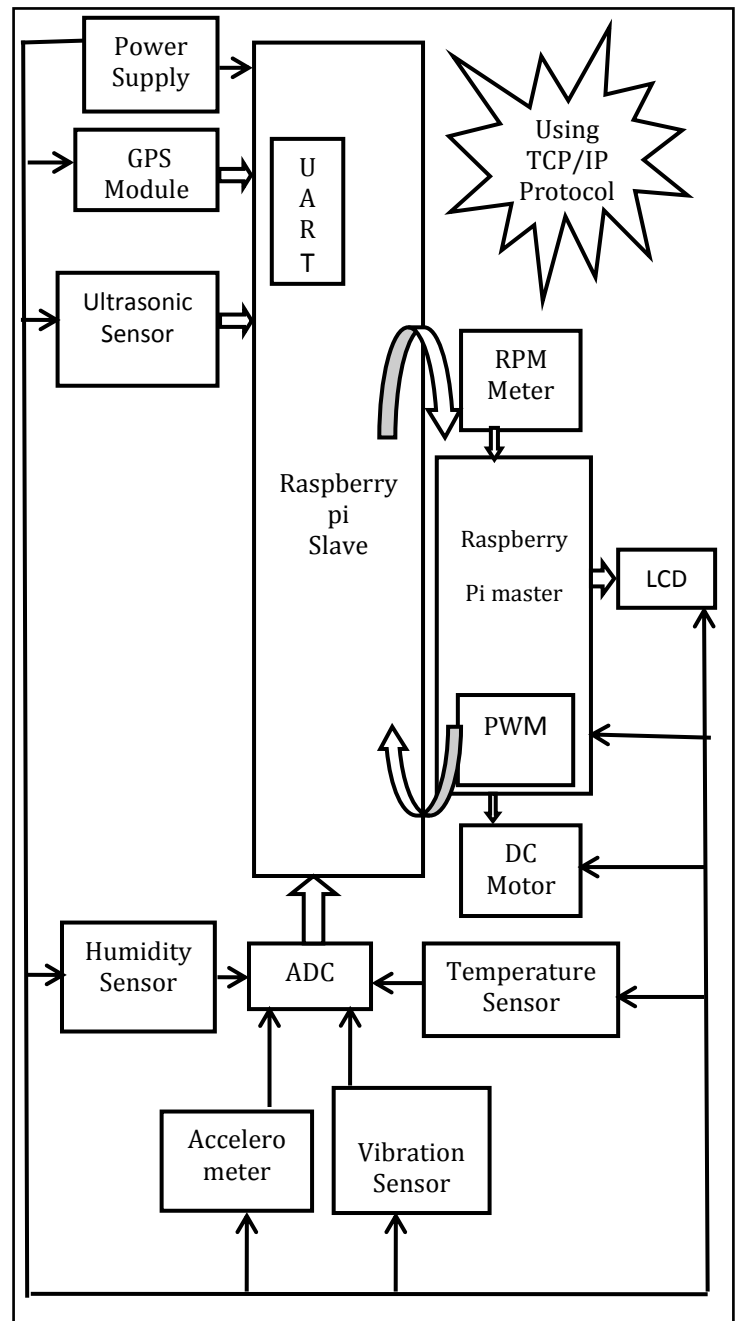 Power
Supply
GPS
Module
U
A
R
T
Using
TCP/IP
Protocol
Ultrasonic
Sensor
RPM
Meter
Raspberry
pi
Slave
Raspberry
Pi master
LCD
PWM
DC
Motor
Humidity
Sensor
ADC
Temperature
Sensor
Accelero
meter
Vibration
Sensor